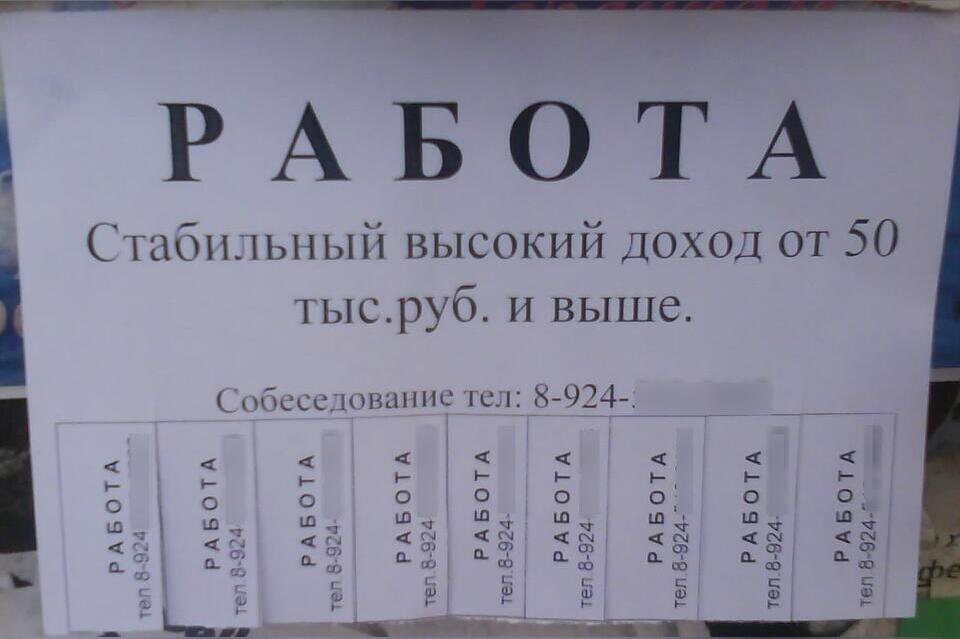 РАБОТА
Стабильный высокий доход от 50
тыс.руб. и выше.
Собеседование тел: 8-924-
РАБОТА
тел.8-924-
РАБОТА
тел.8-924-
РАБОТА
тел.8-924-
РАБОТА
тел.8-924-
РАБОТА
тел.8-924-
РАБОТА
тел.8-924-
РАБОТА
тел.8-924-
РАБОТА
тел.8-924-
РАБОТА
тел.8-924-